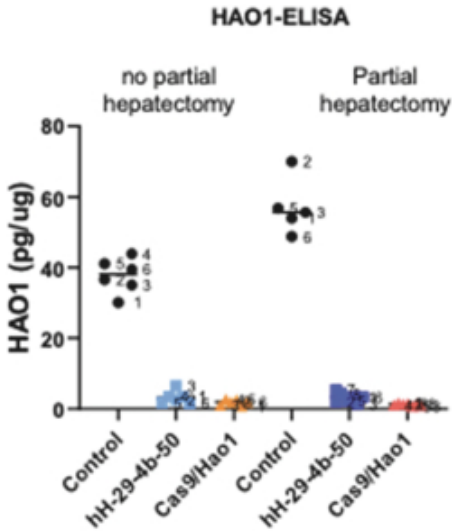 HAO1-ELISA
no partial
hepatectomy
Partial
hepatectomy
HAO1 (pg/ug)
80
60
40
20
0
5
4
6
2
3
1
3
2
5
3
1
6
Control
hH-29-4b-50
Cas9/Hao1
Control
hH-29-4b-50
Cas9/Hao1